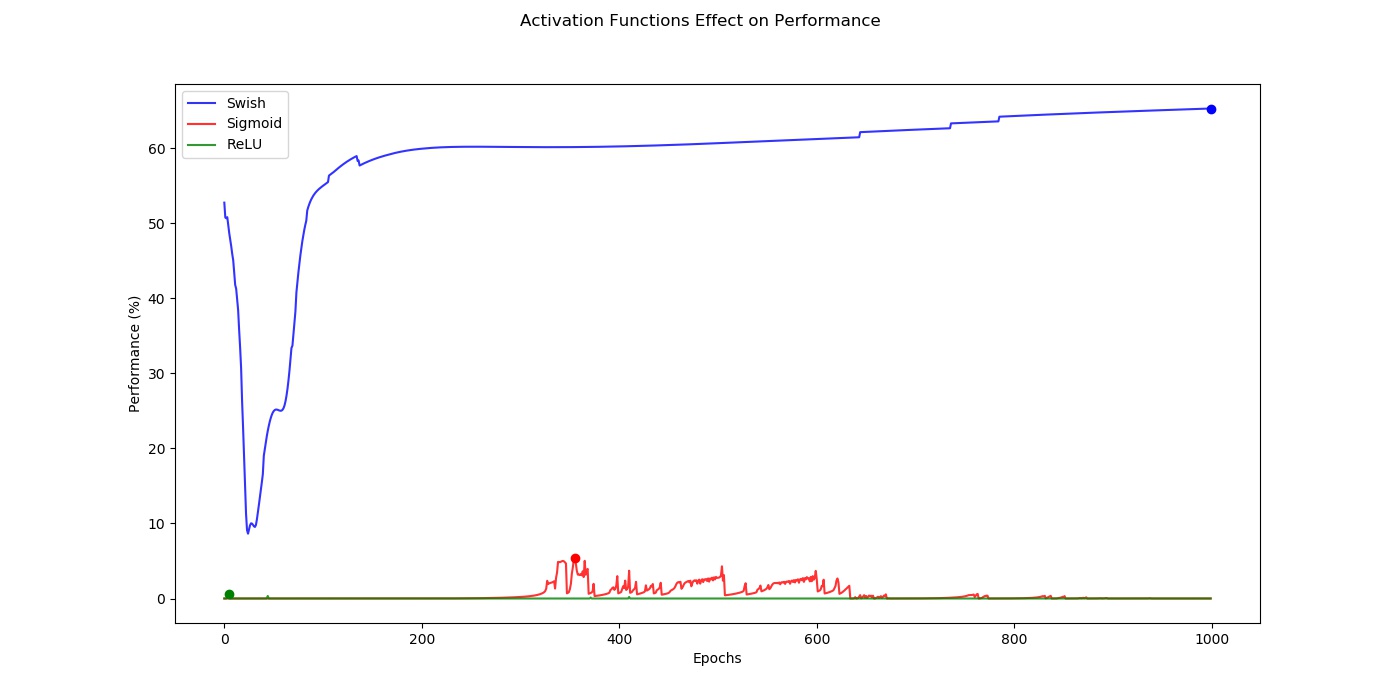 Activation Functions Effect on Performance
Swish
Sigmoid
ReLU
Performance (%)
60
50
40
30
20
10
0
0 200 400 600 800 1000
Epochs